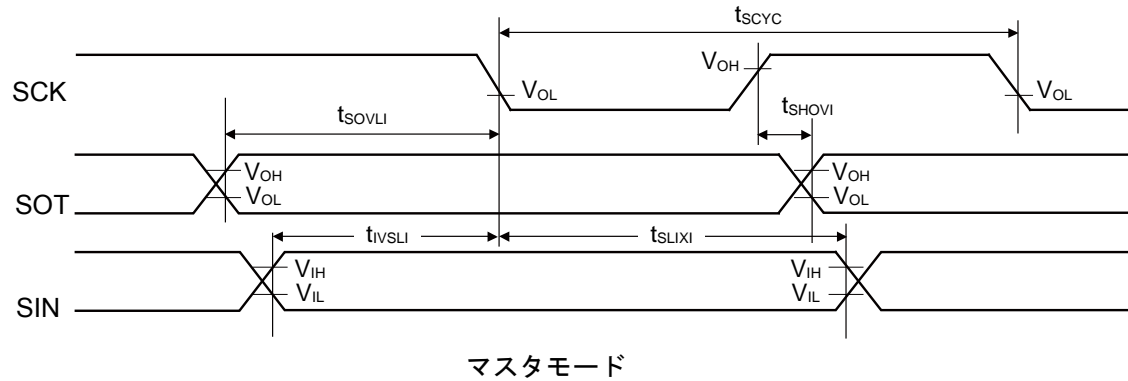 tSCYC
SCK
VOH
VOL
VOL
tSOVLI
tSHOVI
SOT
VOH
VOL
VOH
VOL
tIVSLI
tSLIXI
SIN
VIH
VIL
VIH
VIL
マスタモード